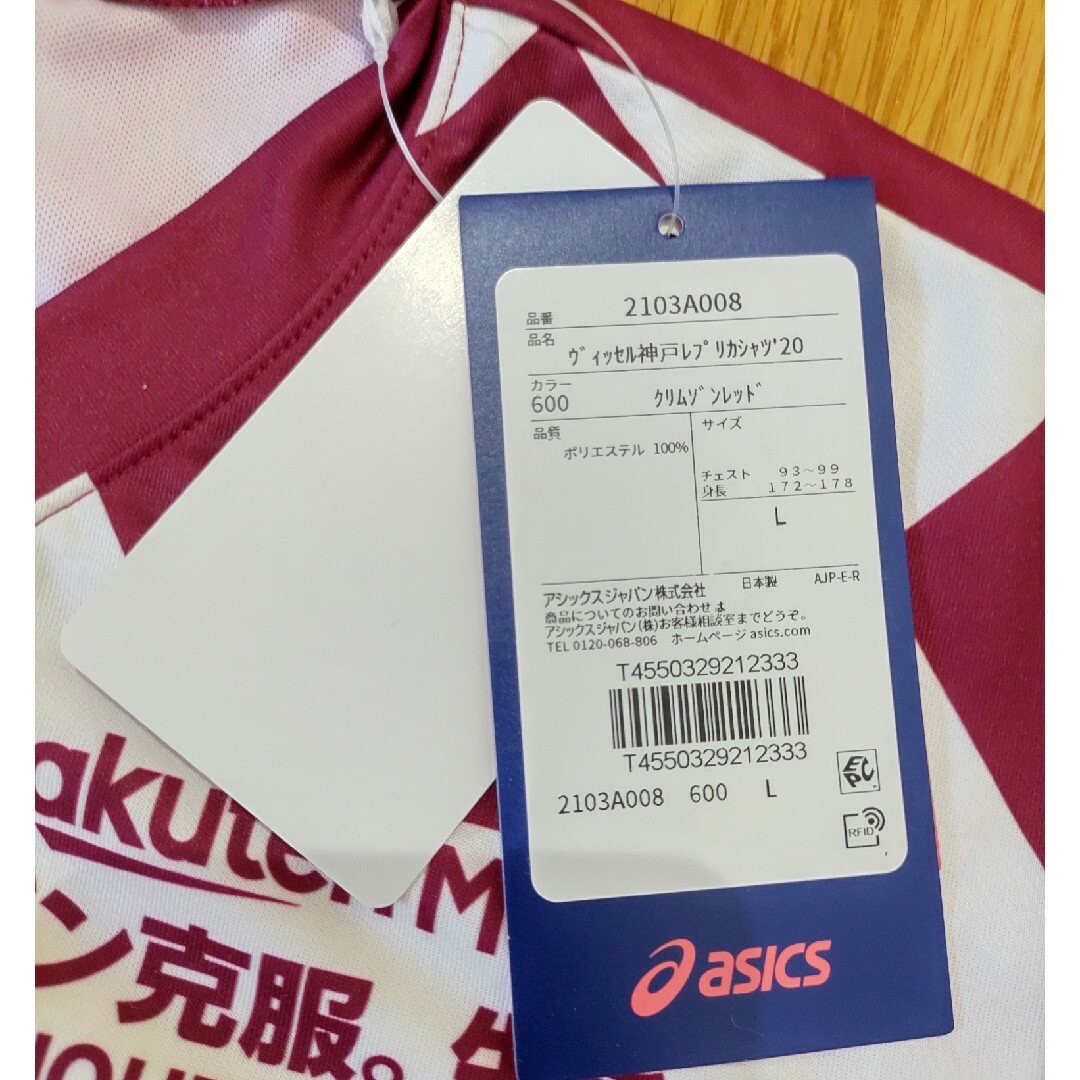 品番 2103A008
品名 ヴィッセル神戸レプリカシャツ'20
カラー
600 クリムゾンレッド
品質
ポリエステル 100%
サイズ
チェスト 93~99
身長 172~178
L
アシックスジャパン株式会社 日本製 AJP-E-R
商品についてのお問い合わせは
アシックスジャパン(株)お客様相談室までどうぞ。
TEL 0120-068-806 ホームページ asics.com
T4550329212333
T4550329212333
2103A008 600 L
EPC
RFID
asics
akuten M
ン克服。